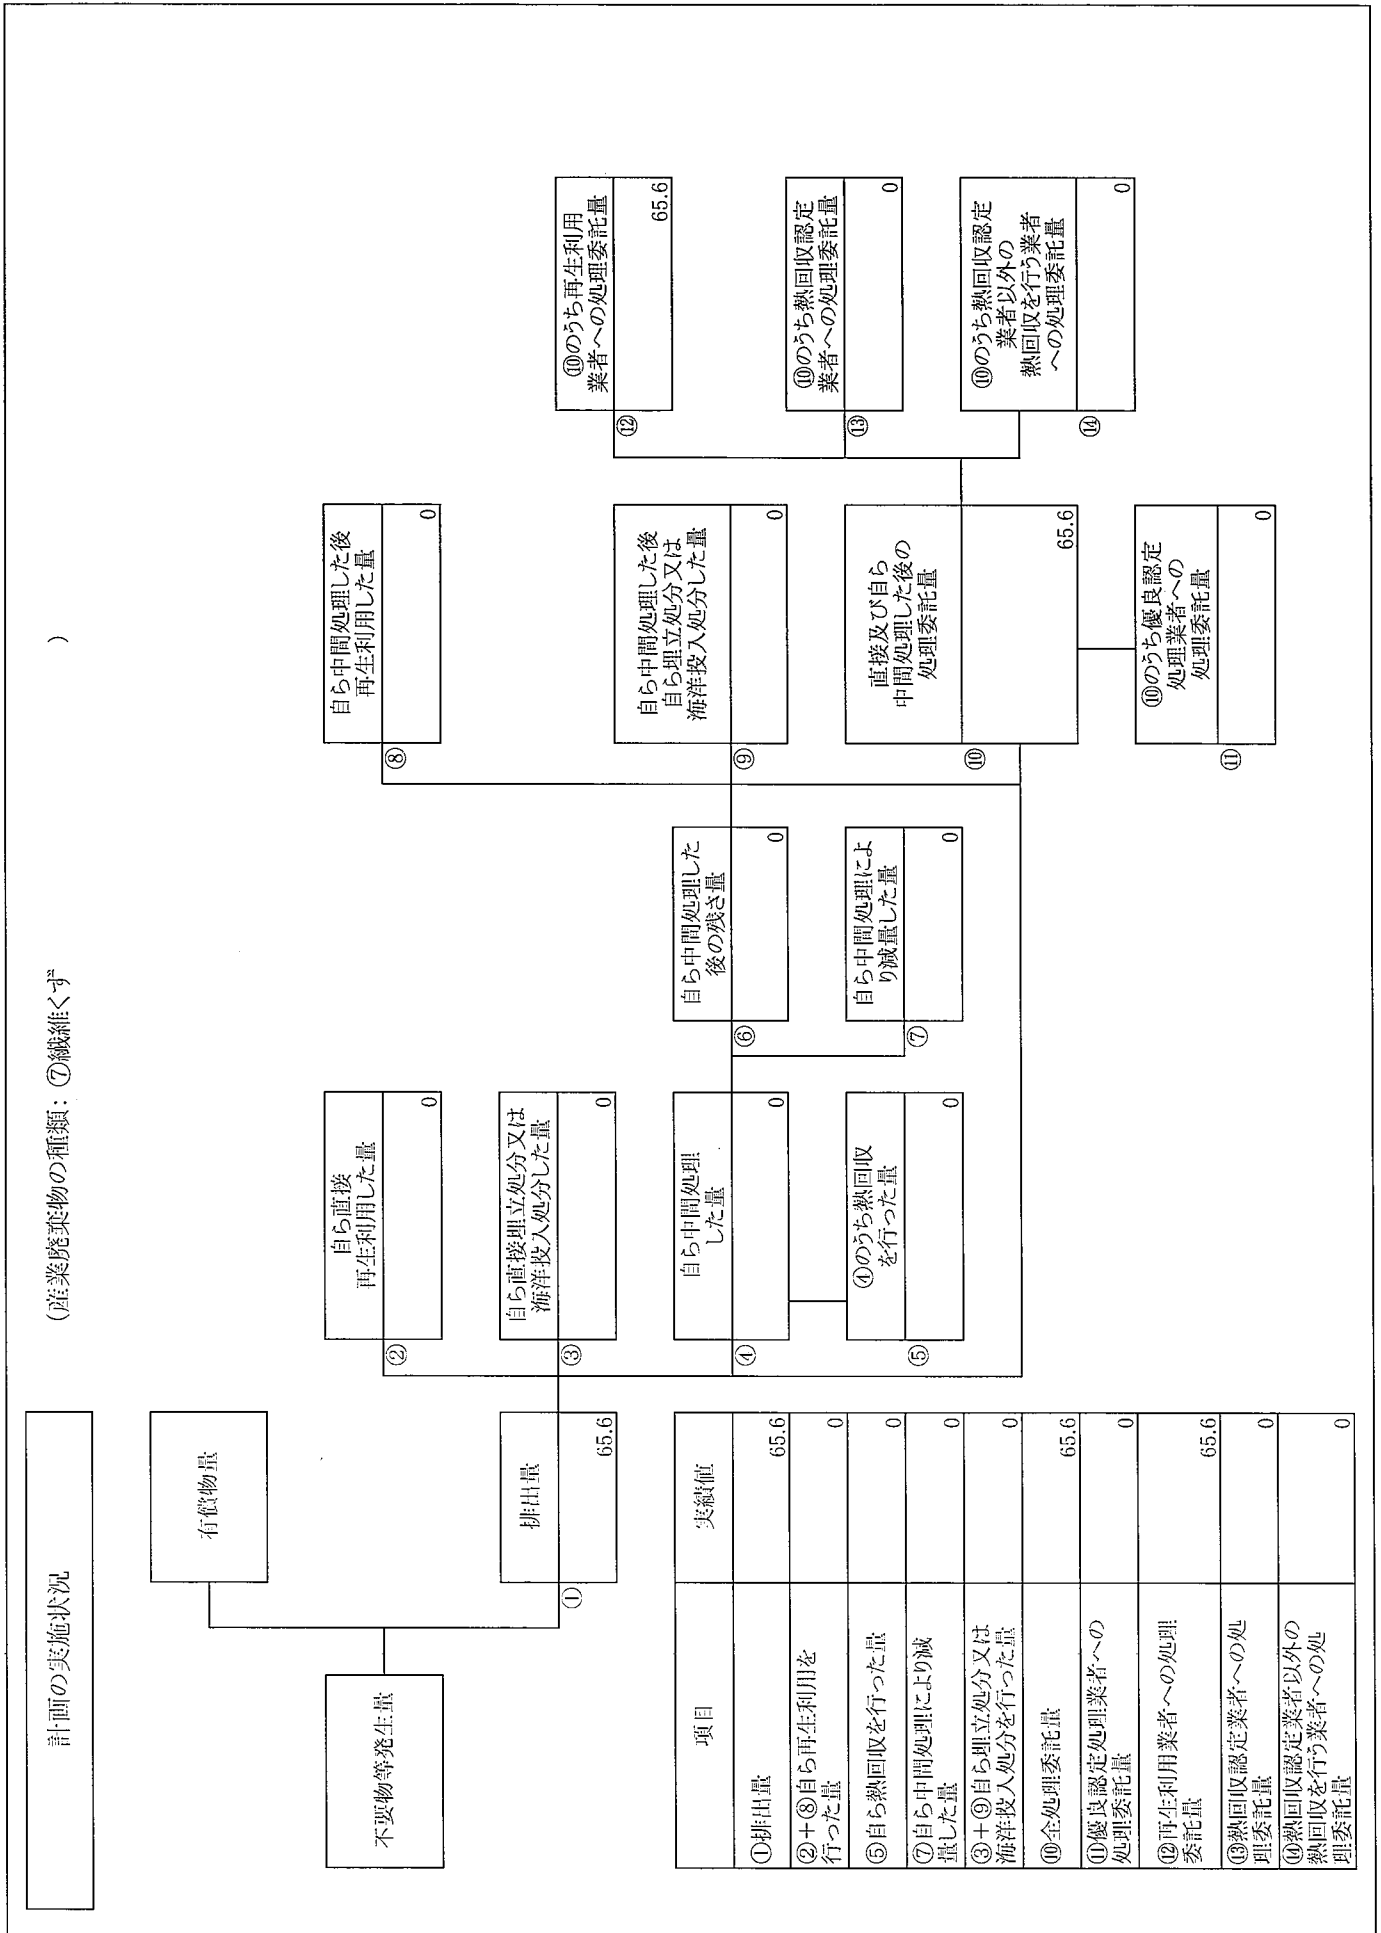 計画の実施状況
(産業廃棄物の種類：⑦繊維くず
)
有償物量
不要物等発生量
排出量
①
65.6
自ら直接
再生利用した量
②
0
自ら直接埋立処分又は
海洋投入処分した量
③
0
自ら中間処理
した量
④
0
④のうち熱回収
を行った量
⑤
0
自ら中間処理した
後の残さ量
⑥
0
自ら中間処理によ
り減量した量
⑦
0
自ら中間処理した後
再生利用した量
⑧
0
自ら中間処理した後
自ら埋立処分又は
海洋投入処分した量
⑨
0
直接及び自ら
中間処理した後の
処理委託量
⑩
65.6
⑩のうち優良認定
処理業者への
処理委託量
⑪
0
⑩のうち再生利用
業者への処理委託量
⑫
65.6
⑩のうち熱回収認定
業者への処理委託量
⑬
0
⑩のうち熱回収認定
業者以外の
熱回収を行う業者
への処理委託量
⑭
0
項目
実績値
①排出量
65.6
②+⑧自ら再生利用を
行った量
0
⑤自ら熱回収を行った量
0
⑦自ら中間処理により減
量した量
0
③+⑨自ら埋立処分又は
海洋投入処分を行った量
0
⑩全処理委託量
65.6
⑪優良認定処理業者への
処理委託量
0
⑫再生利用業者への処理
委託量
65.6
⑬熱回収認定業者への処
理委託量
0
⑭熱回収認定業者以外の
熱回収を行う業者への処
理委託量
0